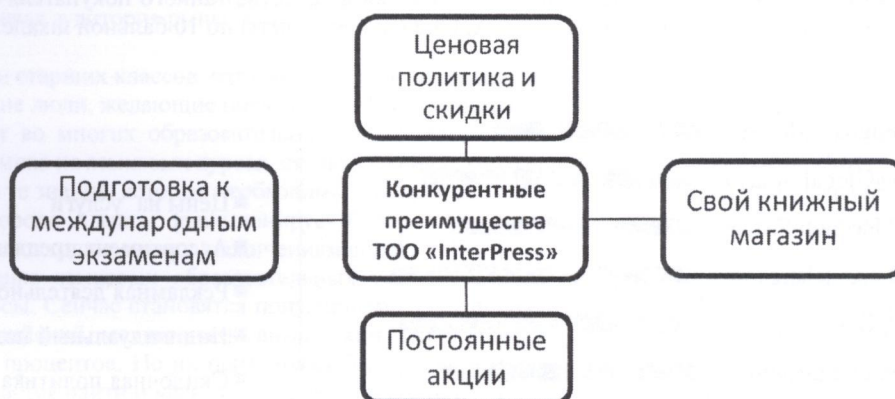 Ценовая
политика и
скидки
Подготовка к
международным
экзаменам
Конкурентные
преимущества
ТОО «InterPress»
Свой книжный
магазин
Постоянные
акции